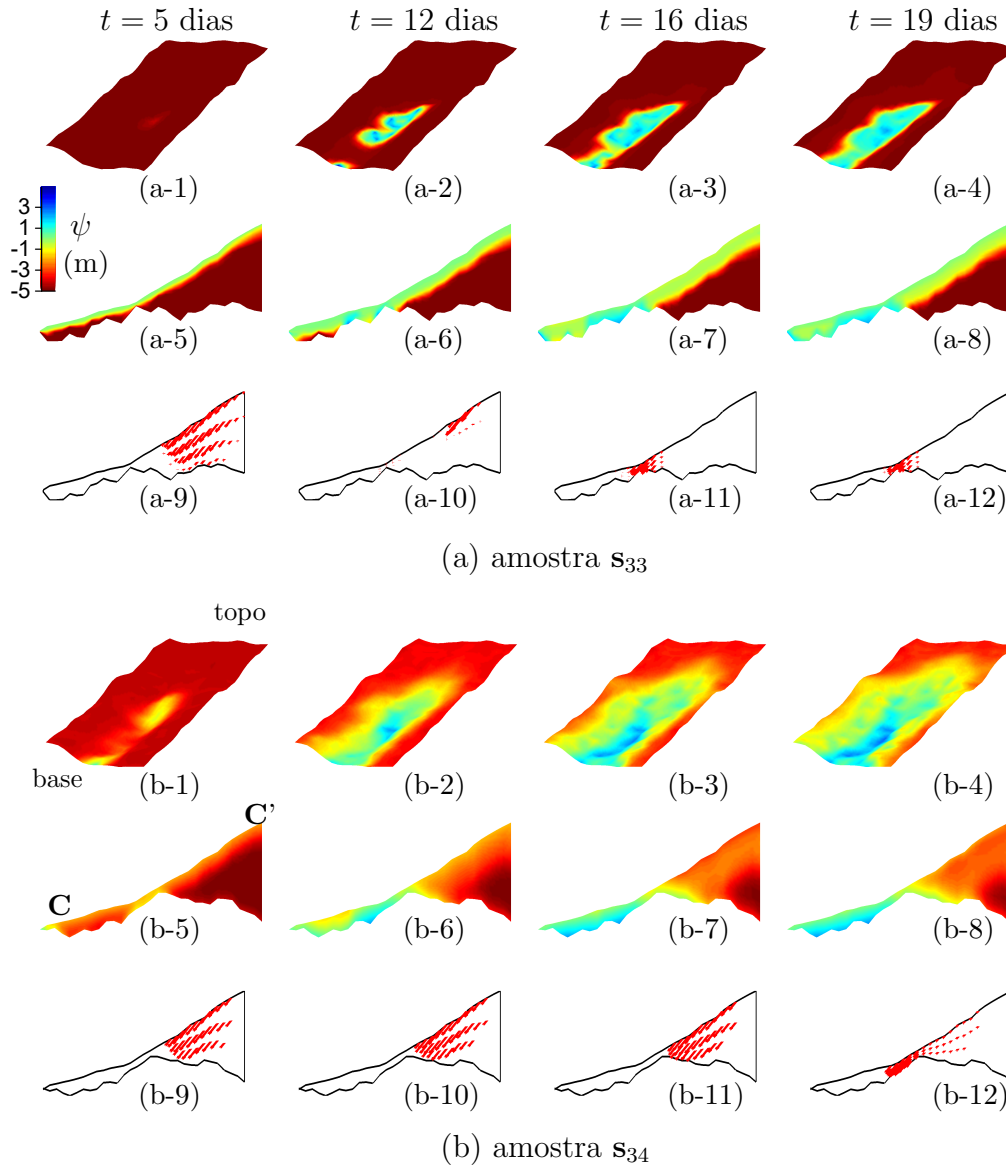 t = 5 dias t = 12 dias t = 16 dias t = 19 dias
(a-1) (a-2) (a-3) (a-4)
3
1
-1
-3
-5
ψ
(m)
(a-5) (a-6) (a-7) (a-8)
(a-9) (a-10) (a-11) (a-12)
(a) amostra s33
topo
base
(b-1) (b-2) (b-3) (b-4)
C'
C
(b-5) (b-6) (b-7) (b-8)
(b-9) (b-10) (b-11) (b-12)
(b) amostra s34